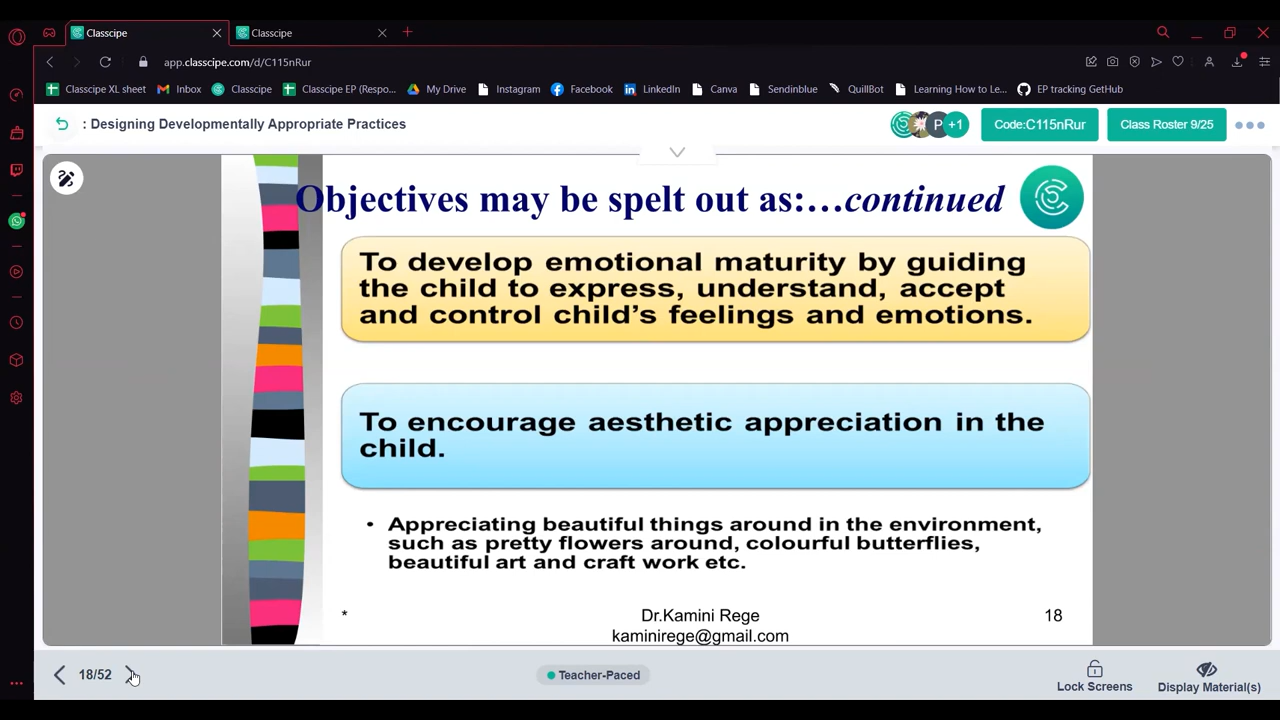 Classcipe
Classcipe
app.classcipe.com/d/C115nRur
Classcipe XL sheet
Inbox
Classcipe
Classcipe EP (Respo...
My Drive
Instagram
Facebook
LinkedIn
Canva
Sendinblue
QuillBot
Learning How to Le...
EP tracking GetHub
: Designing Developmentally Appropriate Practices
P
+1
Code:C115nRur
Class Roster 9/25
Objectives may be spelt out as:…continued
To develop emotional maturity by guiding
the child to express, understand, accept
and control child's feelings and emotions.
To encourage aesthetic appreciation in the
child.
• Appreciating beautiful things around in the environment,
such as pretty flowers around, colourful butterflies,
beautiful art and craft work etc.
*
Dr.Kamini Rege
kaminirege@gmail.com
18
18/52
Teacher-Paced
Lock Screens
Display Material(s)